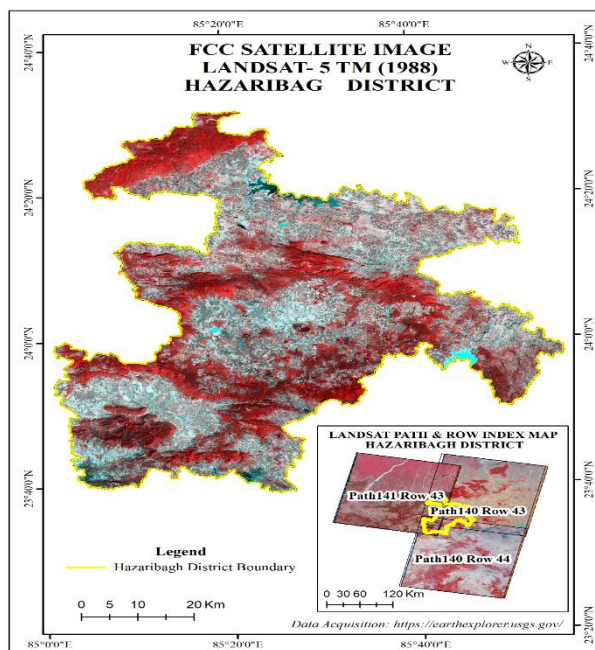 85°20'0"E
85°40'0"E
FCC SATELLITE IMAGE
LANDSAT- 5 TM (1988)
HAZARIBAG DISTRICT
N
W E
S
24°40'0"N
24°40'0"N
24°20'0"N
24°20'0"N
24°0'0"N
24°0'0"N
23°40'0"N
23°40'0"N
23°20'0"N
LANDSAT PATH & ROW INDEX MAP
HAZARIBAGH DISTRICT
Path141 Row 43
Path140 Row 43
Path140 Row 44
0 30 60 120 Km
Legend
Hazaribagh District Boundary
0 5 10 20 Km
Data Acquisition: https://earthexplorer.usgs.gov/
85°0'0"E
85°20'0"E
85°40'0"E